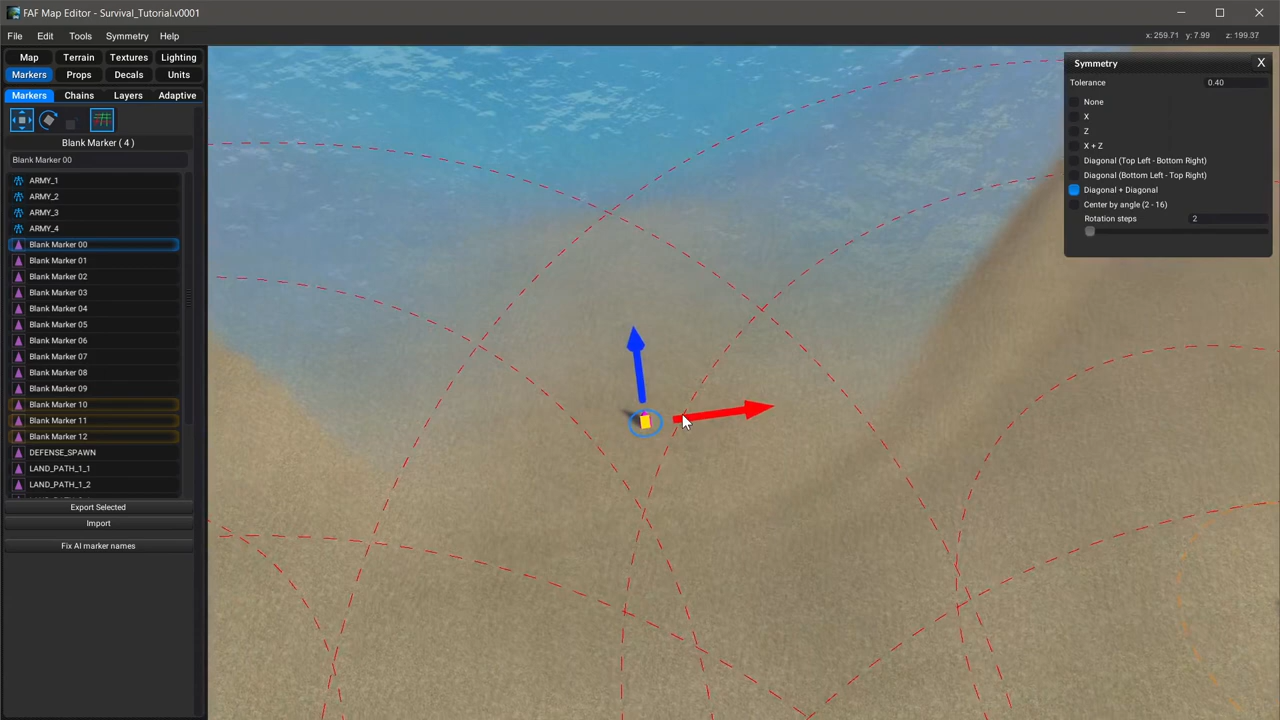 FAF Map Editor - Survival_Tutorial.v0001
File Edit Tools Symmetry Help
x: 259.71 y: 7.99 z: 199.37
Map Terrain Textures Lighting
Markers Props Decals Units
Markers Chains Layers Adaptive
Blank Marker ( 4 )
Blank Marker 00
ARMY_1
ARMY_2
ARMY_3
ARMY_4
Blank Marker 00
Blank Marker 01
Blank Marker 02
Blank Marker 03
Blank Marker 04
Blank Marker 05
Blank Marker 06
Blank Marker 07
Blank Marker 08
Blank Marker 09
Blank Marker 10
Blank Marker 11
Blank Marker 12
DEFENSE_SPAWN
LAND_PATH_1_1
LAND_PATH_1_2
Export Selected
Import
Fix AI marker names
Symmetry X
Tolerance 0.40
None
X
Z
X + Z
Diagonal (Top Left - Bottom Right)
Diagonal (Bottom Left - Top Right)
Diagonal + Diagonal
Center by angle (2 - 16)
Rotation steps 2